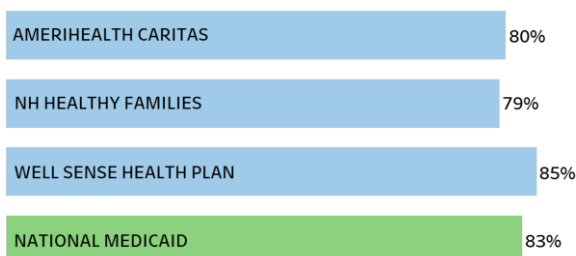 AMERIHEALTH CARITAS 80%
NH HEALTHY FAMILIES 79%
WELL SENSE HEALTH PLAN 85%
NATIONAL MEDICAID 83%